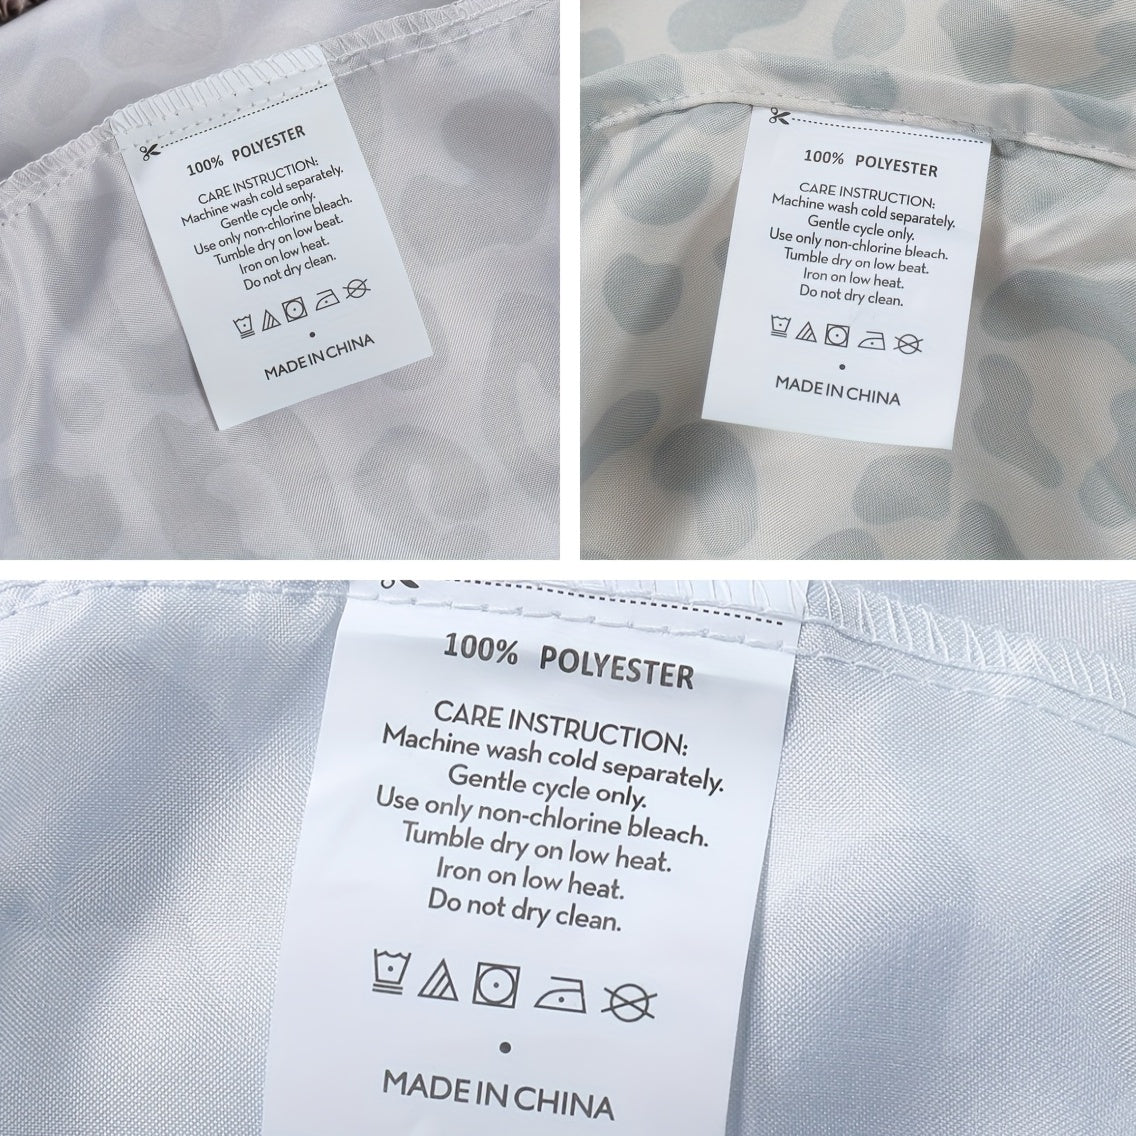 100% POLYESTER
CARE INSTRUCTION:
Machine wash cold separately.
Gentle cycle only.
Use only non-chlorine bleach.
Tumble dry on low beat.
Iron on low heat.
Do not dry clean.
MADE IN CHINA
100% POLYESTER
CARE INSTRUCTION:
Machine wash cold separately.
Gentle cycle only.
Use only non-chlorine bleach.
Tumble dry on low beat.
Iron on low heat.
Do not dry clean.
MADE IN CHINA
100% POLYESTER
CARE INSTRUCTION:
Machine wash cold separately.
Gentle cycle only.
Use only non-chlorine bleach.
Tumble dry on low heat.
Iron on low heat.
Do not dry clean.
MADE IN CHINA